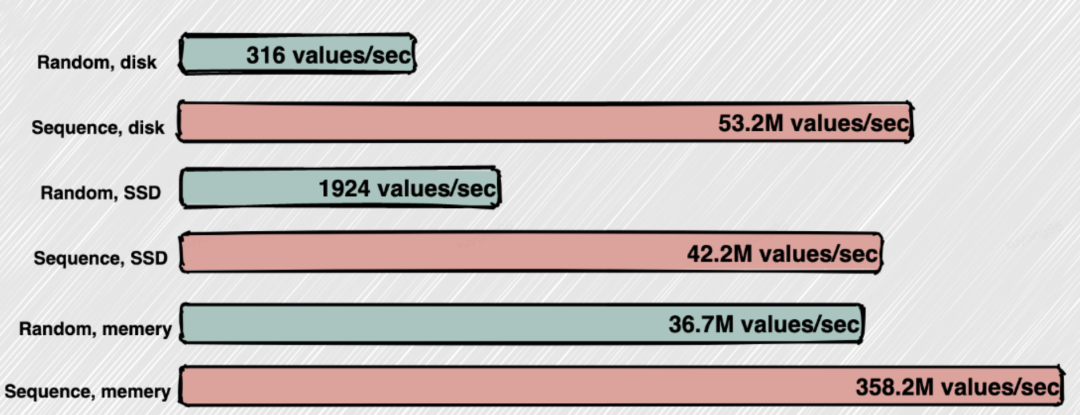 Random, disk 316 values/sec
Sequence, disk 53.2M values/sec
Random, SSD 1924 values/sec
Sequence, SSD 42.2M values/sec
Random, memery 36.7M values/sec
Sequence, memery 358.2M values/sec